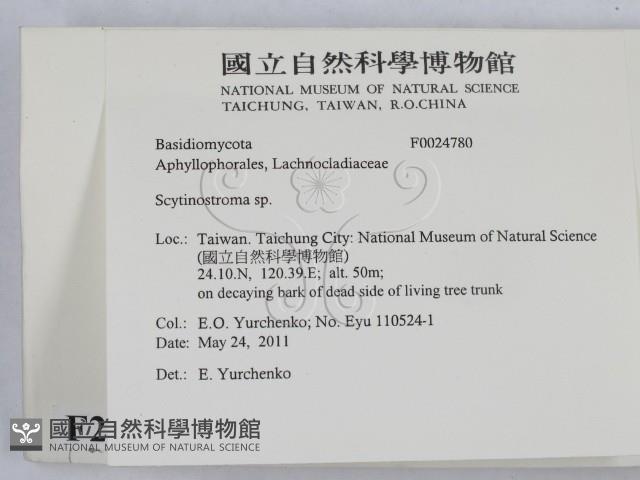 國立自然科學博物館
NATIONAL MUSEUM OF NATURAL SCIENCE
TAICHUNG, TAIWAN, R.O.CHINA
Basidiomycota F0024780
Aphyllophorales, Lachnocladiaceae
Scytinostroma sp.
Loc.: Taiwan. Taichung City: National Museum of Natural Science
(國立自然科學博物館)
24.10.N, 120.39.E; alt. 50m;
on decaying bark of dead side of living tree trunk
Col.: E.O. Yurchenko; No. Eyu 110524-1
Date: May 24, 2011
Det.: E. Yurchenko
F2
國立自然科學博物館
NATIONAL MUSEUM OF NATURAL SCIENCE